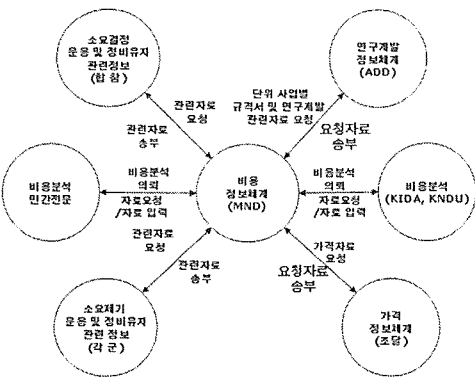 소요결정
운용 및 정비유지
관련정보
(합 참)
연구개발
정보체계
(ADD)
관련자료
요청
관련자료
송부
단위 사업별
규격서 및 연구개발
관련자료 요청
요청자료
송부
비용분석
민간전문
비용분석
의뢰
자료요청
/자료 입력
비용
정보체계
(MND)
비용분석
의뢰
자료요청
/자료 입력
비용분석
(KIDA, KNDU)
관련자료
요청
관련자료
송부
가격자료
요청
요청자료
송부
소요제기
운용 및 정비유지
관련 정보
(각 군)
가격
정보체계
(조달)